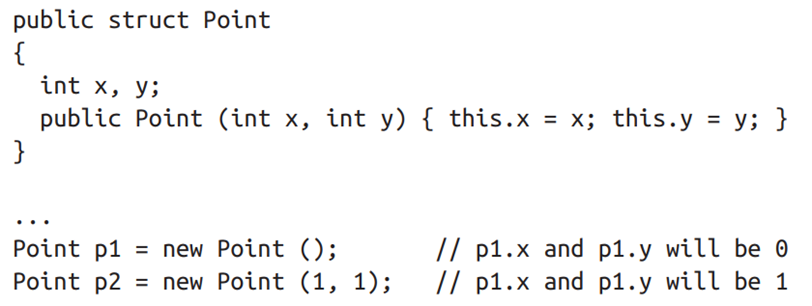 public struct Point
{
  int x, y;
  public Point (int x, int y) { this.x = x; this.y = y; }
}
...
Point p1 = new Point ();       // p1.x and p1.y will be 0
Point p2 = new Point (1, 1);   // p1.x and p1.y will be 1